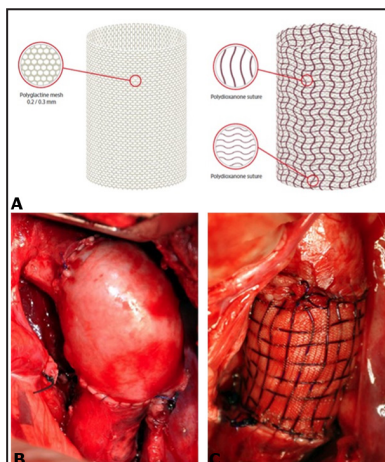 Polyglactine mesh
0.2 / 0.3 mm
Polydioxanone suture
Polydioxanone suture
A
B
C